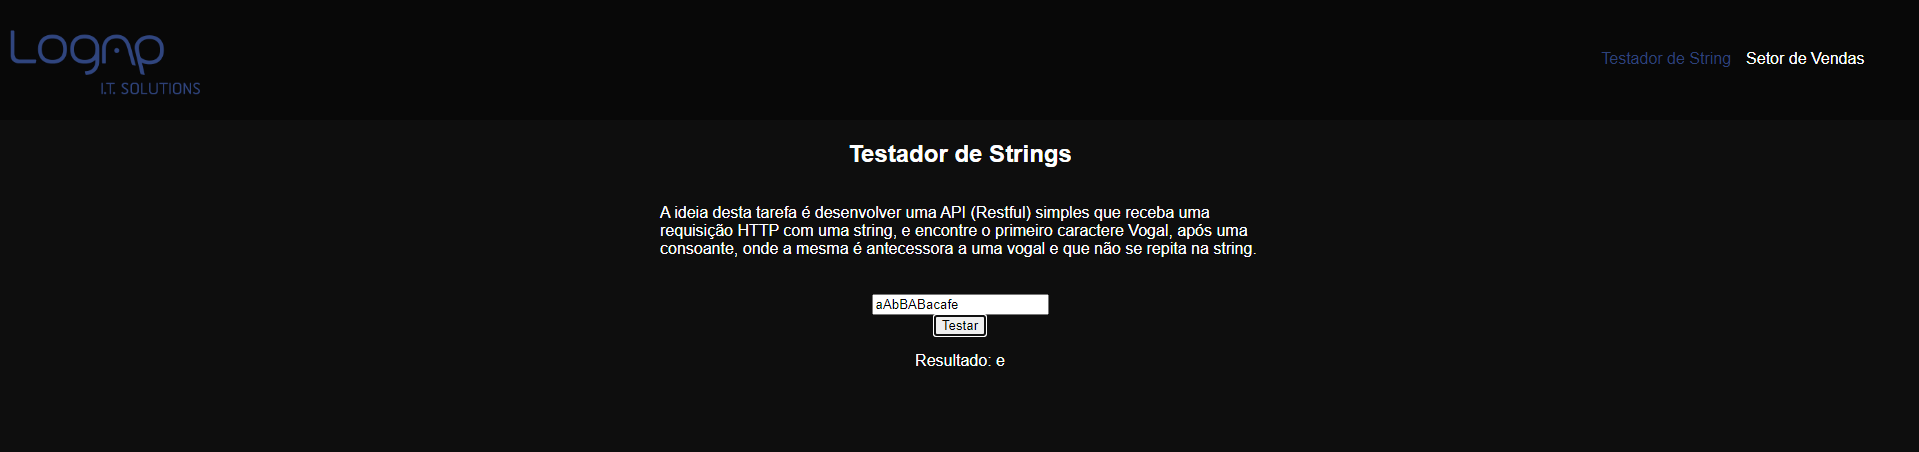 LogAp
I.T. SOLUTIONS
Testador de String Setor de Vendas
Testador de Strings
A ideia desta tarefa é desenvolver uma API (Restful) simples que receba uma
requisição HTTP com uma string, e encontre o primeiro caractere Vogal, após uma
consoante, onde a mesma é antecessora a uma vogal e que não se repita na string.
aAbBABacafe
Testar
Resultado: e